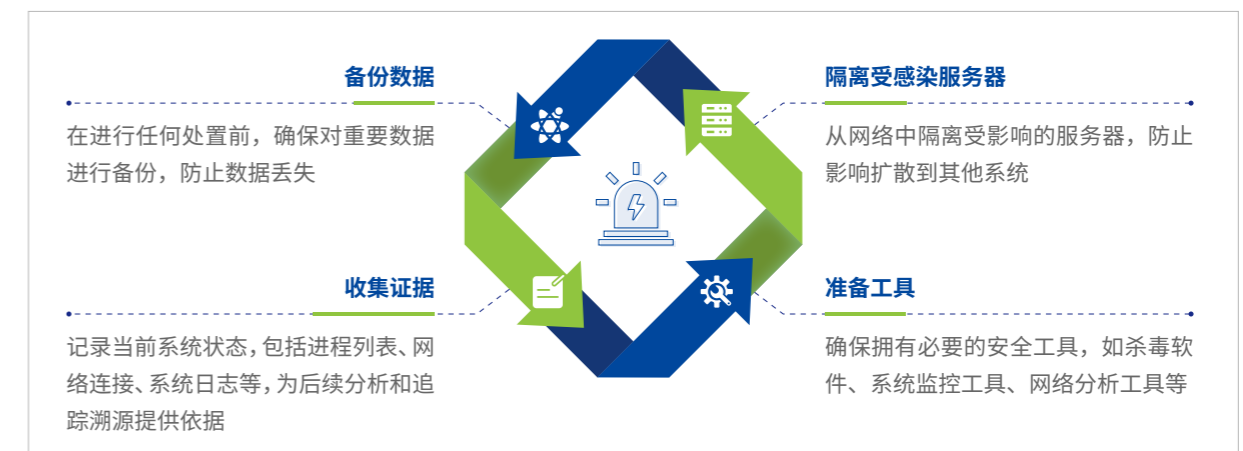 备份数据
在进行任何处置前，确保对重要数据
进行备份，防止数据丢失
隔离受感染服务器
从网络中隔离受影响的服务器，防止
影响扩散到其他系统
收集证据
记录当前系统状态，包括进程列表、网
络连接、系统日志等，为后续分析和追
踪溯源提供依据
准备工具
确保拥有必要的安全工具，如杀毒软
件、系统监控工具、网络分析工具等